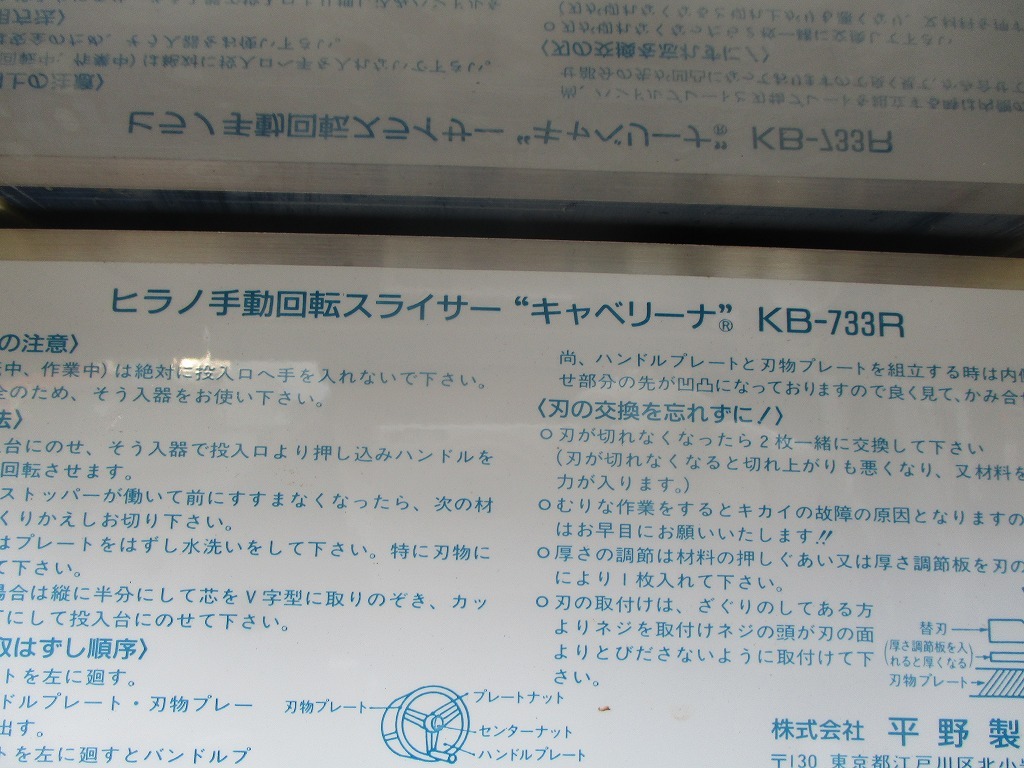 ヒラノ手動回転スライサー “キャベリーナ”® KB-733R
の注意〉
中、作業中)は絶対に投入口へ手を入れないで下さい。
全のため、そう入器をお使い下さい。
法〉
台にのせ、そう入器で投入口より押し込みハンドルを
回転させます。
ストッパーが働いて前にすすまなくなったら、次の材
くりかえしお切り下さい。
はプレートをはずし水洗いをして下さい。特に刃物に
て下さい。
場合は縦に半分にして芯をV字型に取りのぞき、カッ
にして投入台にのせて下さい。
取はずし順序〉
トを左に廻す。
ドルプレート・刃物プレー
出す。
トを左に廻すとバンドルプ
刃物プレート
プレートナット
センターナット
ハンドルプレート
尚、ハンドルプレートと刃物プレートを組立する時は内側
せ部分の先が凹凸になっておりますので良く見て、かみ合せ
〈刃の交換を忘れずに!〉
○刃が切れなくなったら2枚一緒に交換して下さい
(刃が切れなくなると切れ上がりも悪くなり、又材料を
力が入ります。)
○むりな作業をするとキカイの故障の原因となりますの
はお早目にお願いいたします!!
○厚さの調節は材料の押しぐあい又は厚さ調節板を刃の
により1枚入れて下さい。
○刃の取付けは、ざぐりのしてある方
よりネジを取付けネジの頭が刃の面
よりとびださないように取付けて下
さい。
替刃
(厚さ調節板を入
れると厚くなる)
刃物プレート
株式会社 平野製
〒130 東京都江戸川区北小岩